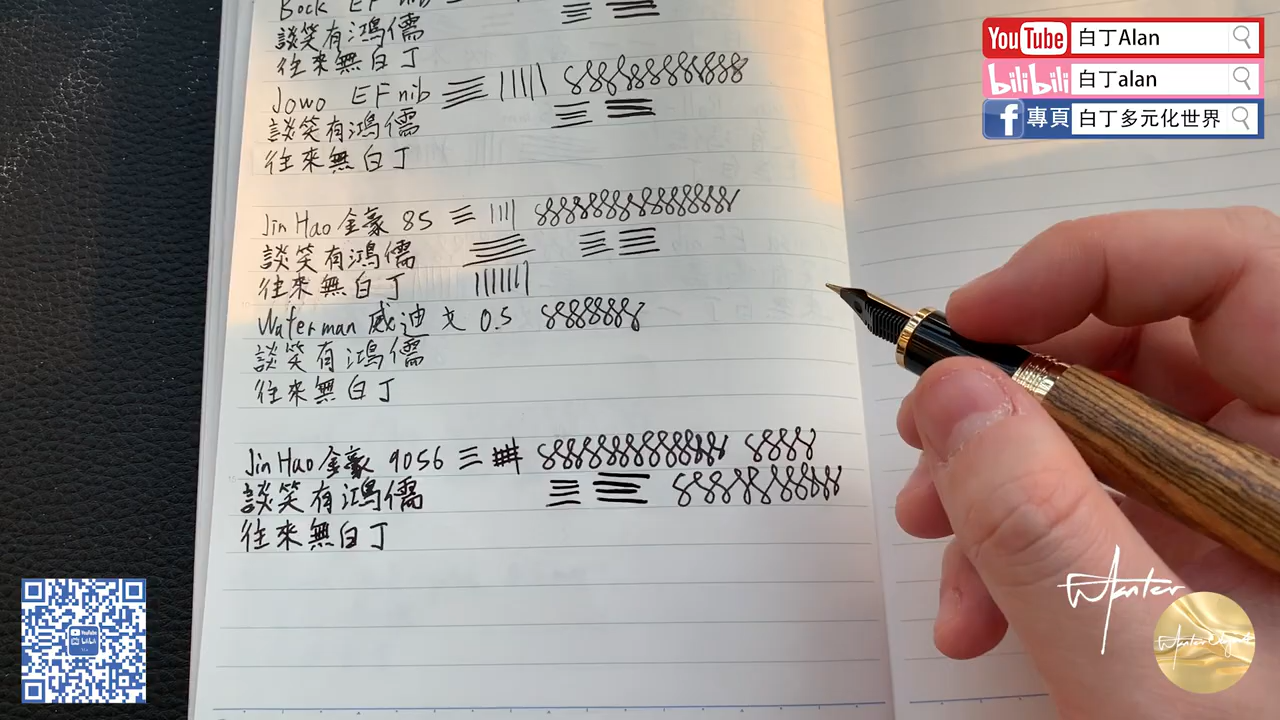 Bock EF nib
談笑有鴻儒
往來無白丁
Jowo EF nib
談笑有鴻儒
往來無白丁
Jin Hao 金豪 85
談笑有鴻儒
往來無白丁
Waterman 威迪文 0.5
談笑有鴻儒
往來無白丁
Jin Hao 金豪 9056
談笑有鴻儒
往來無白丁
YouTube 白丁Alan
bilibili 白丁alan
f 專頁 白丁多元化世界